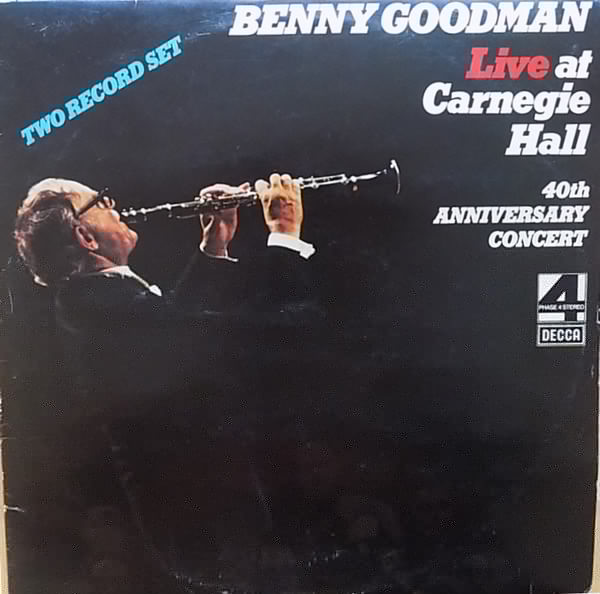 BENNY GOODMAN
Live at
Carnegie
Hall
TWO RECORD SET
40th
ANNIVERSARY
CONCERT
4
PHASE 4 STEREO
DECCA